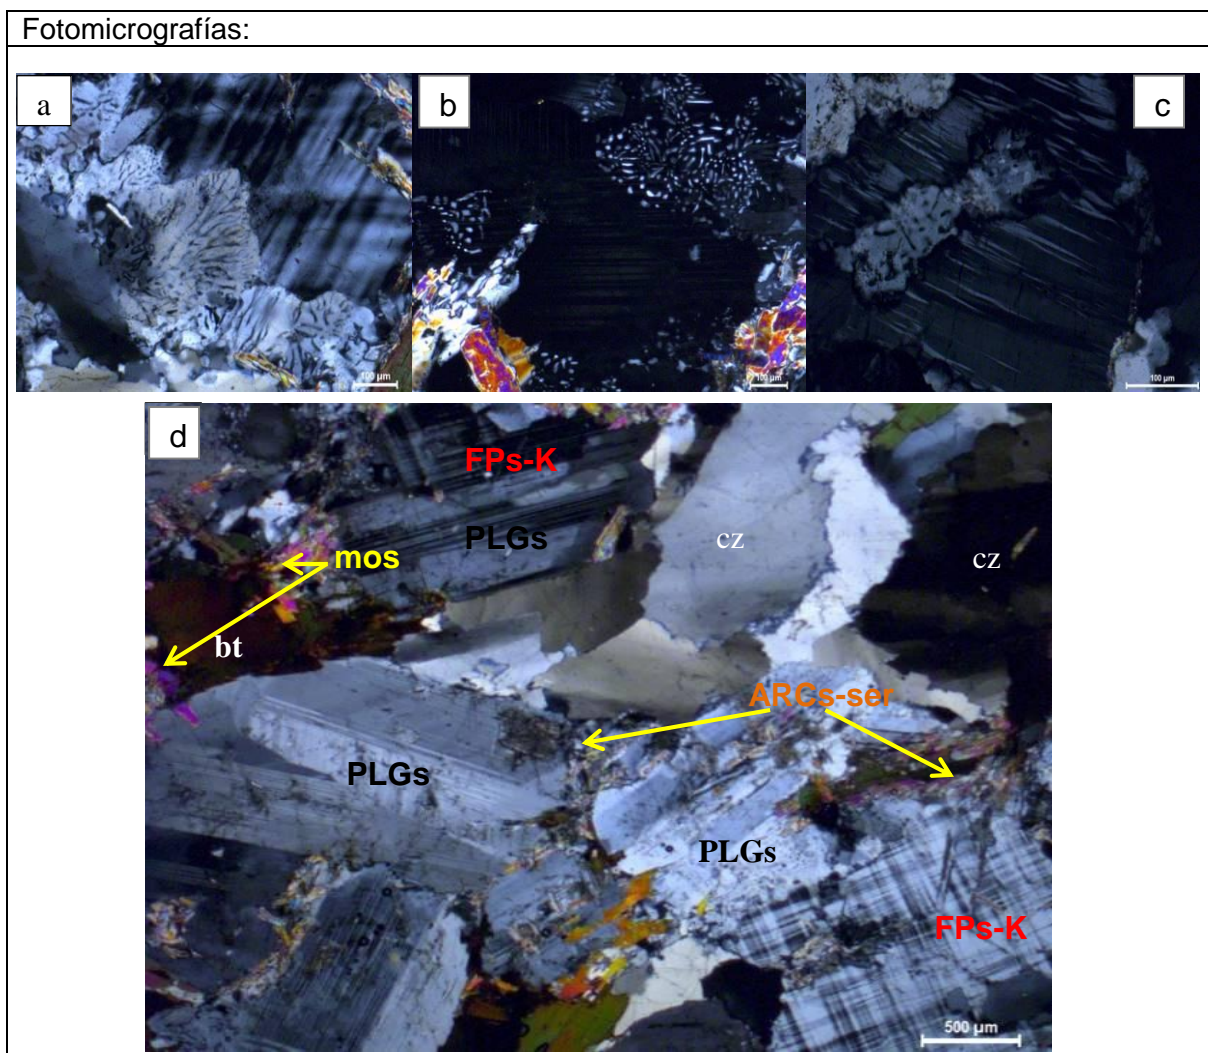 Fotomicrografías:
a
b
c
100 µm
100 µm
100 µm
d
FPs-K
PLGs
cz
cz
mos
bt
ARCs-ser
PLGs
PLGs
FPs-K
500 µm